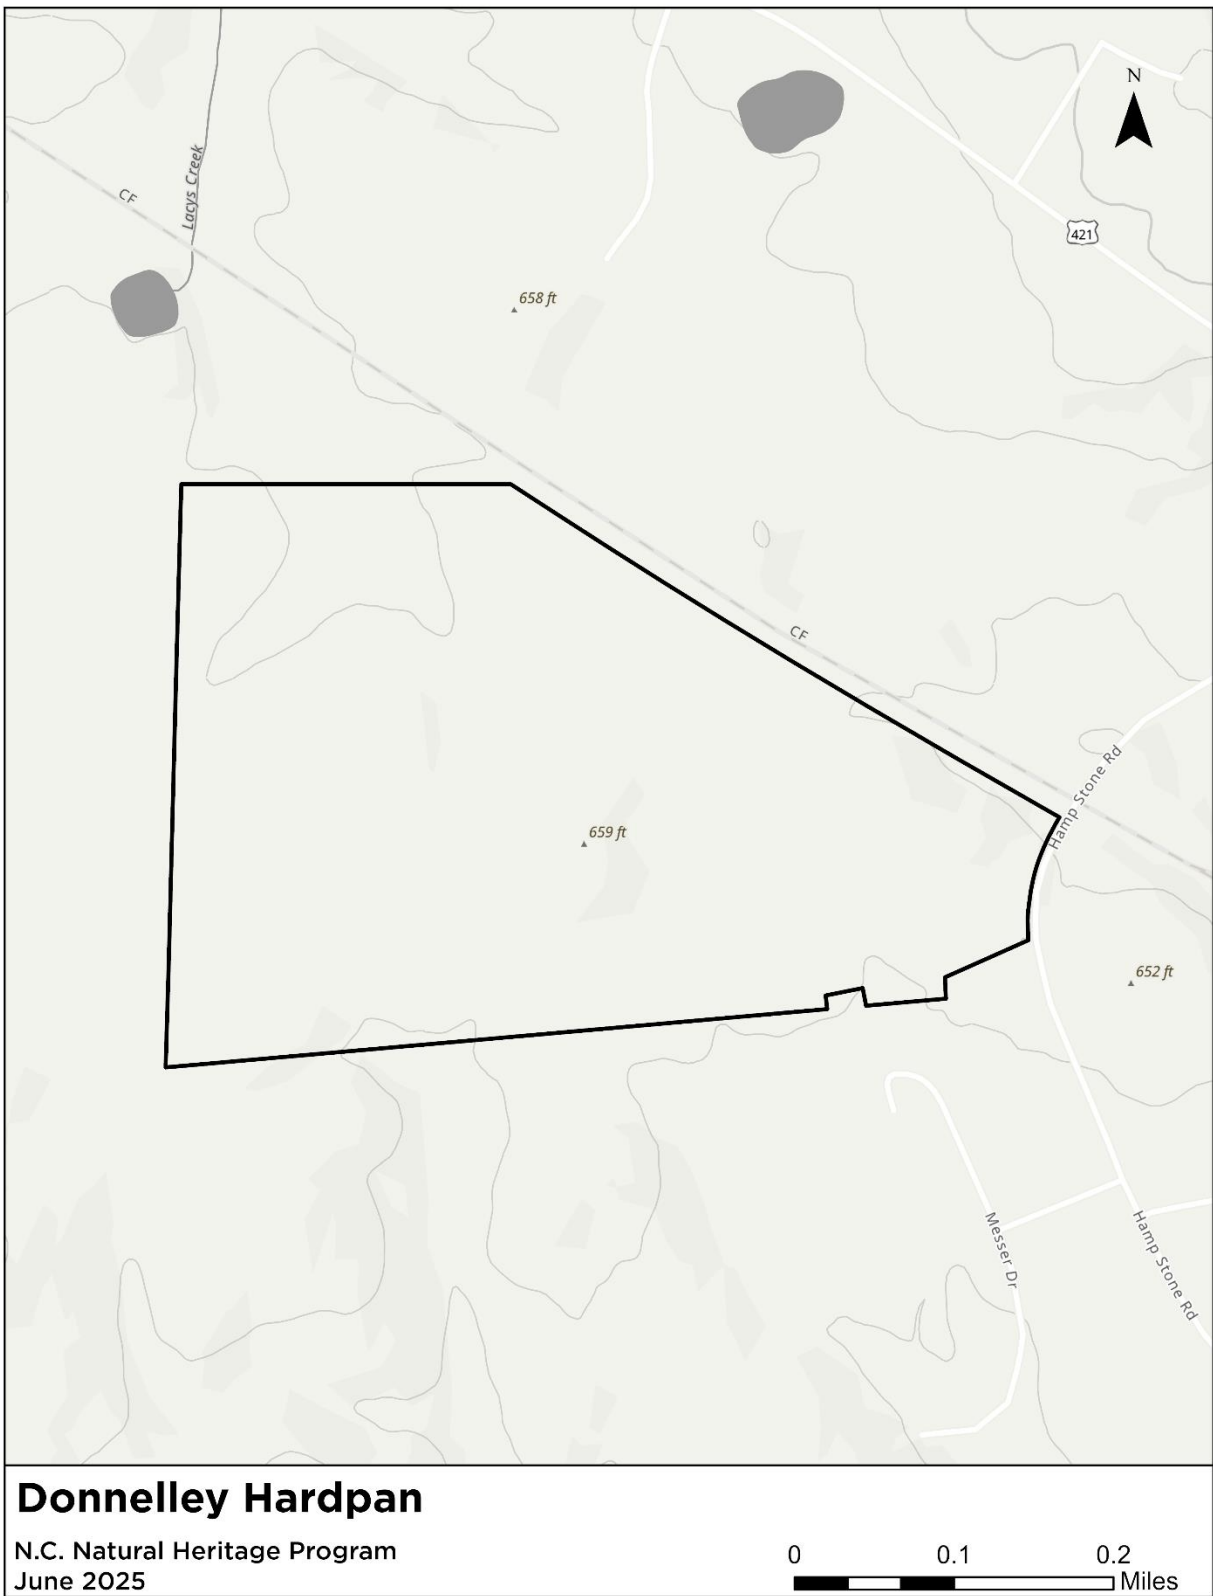 N
CF
Lacys Creek
421
658 ft
CF
Hamp Stone Rd
659 ft
652 ft
Messer Dr
Hamp Stone Rd
Donnelley Hardpan
N.C. Natural Heritage Program
June 2025
0 0.1 0.2
Miles